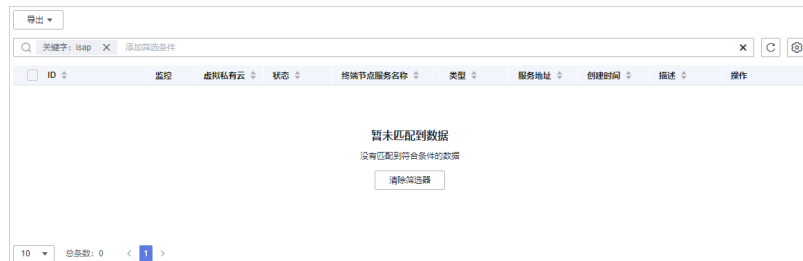 导出
关键字: isap 添加筛选条件
ID 监控 虚拟私有云 状态 终端节点服务名称 类型 服务地址 创建时间 描述 操作
暂未匹配到数据
没有匹配到符合条件的数据
清除筛选器
10 总条数: 0 1